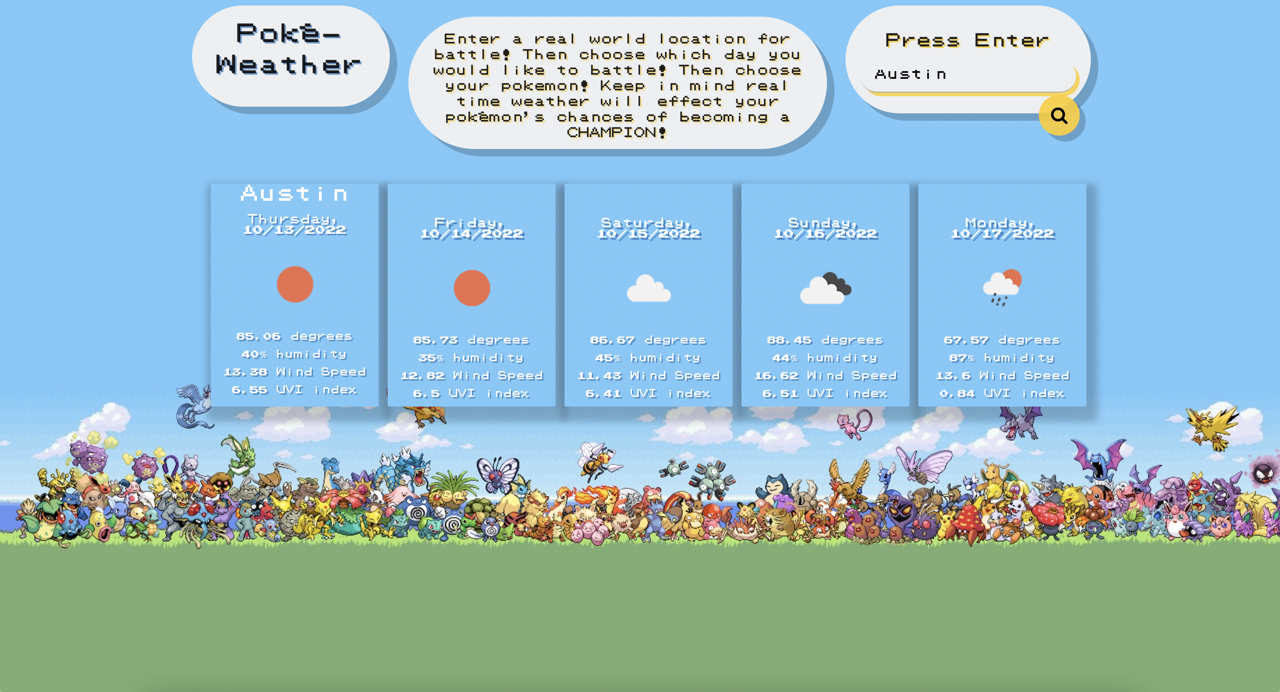 Poké-
Weather
Enter a real world location for
battle! Then choose which day you
would like to battle! Then choose
your pokemon! Keep in mind real
time weather will effect your
pokémon's chances of becoming a
CHAMPION!
Press Enter
Austin
Austin
Thursday,
10/13/2022
85.06 degrees
40% humidity
13.38 Wind Speed
6.55 UVI index
Friday,
10/14/2022
85.73 degrees
35% humidity
12.82 Wind Speed
6.5 UVI index
Saturday,
10/15/2022
86.67 degrees
45% humidity
11.43 Wind Speed
6.41 UVI index
Sunday,
10/16/2022
88.45 degrees
44% humidity
16.62 Wind Speed
6.51 UVI index
Monday,
10/17/2022
67.57 degrees
87% humidity
13.6 Wind Speed
0.84 UVI index